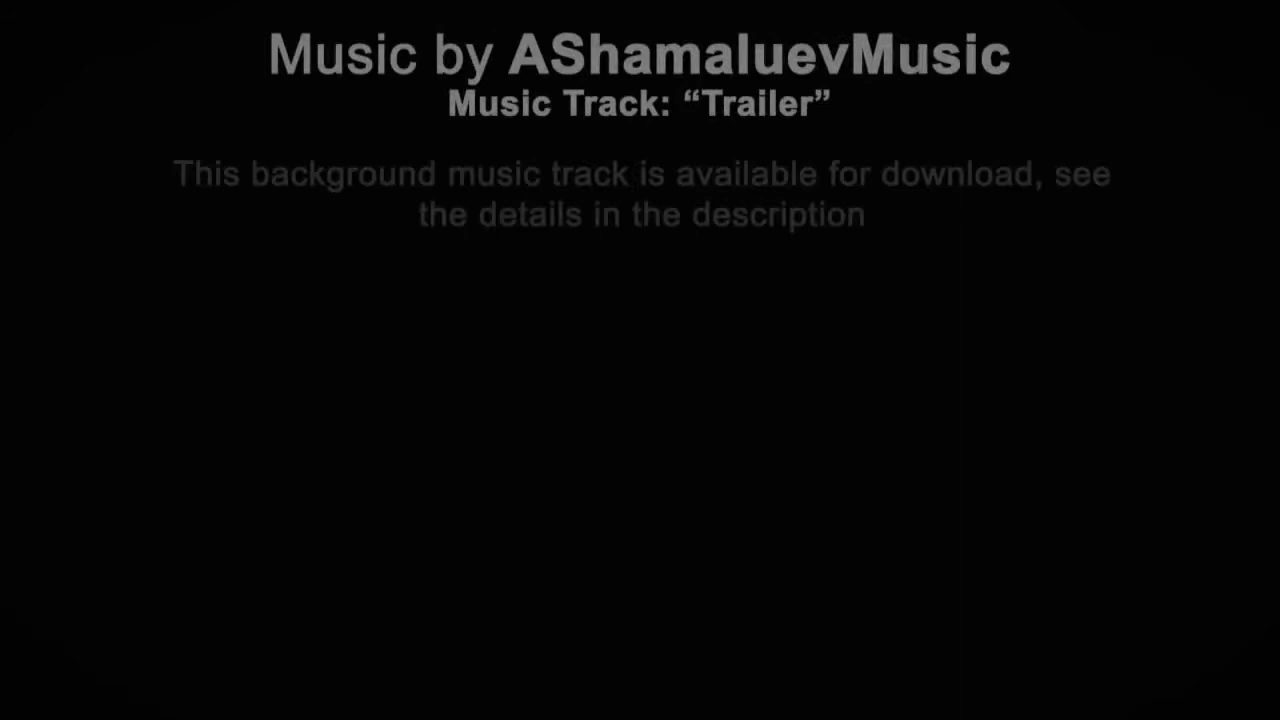 Music by AShamaluevMusic
Music Track: “Trailer”
This background music track is available for download, see
the details in the description